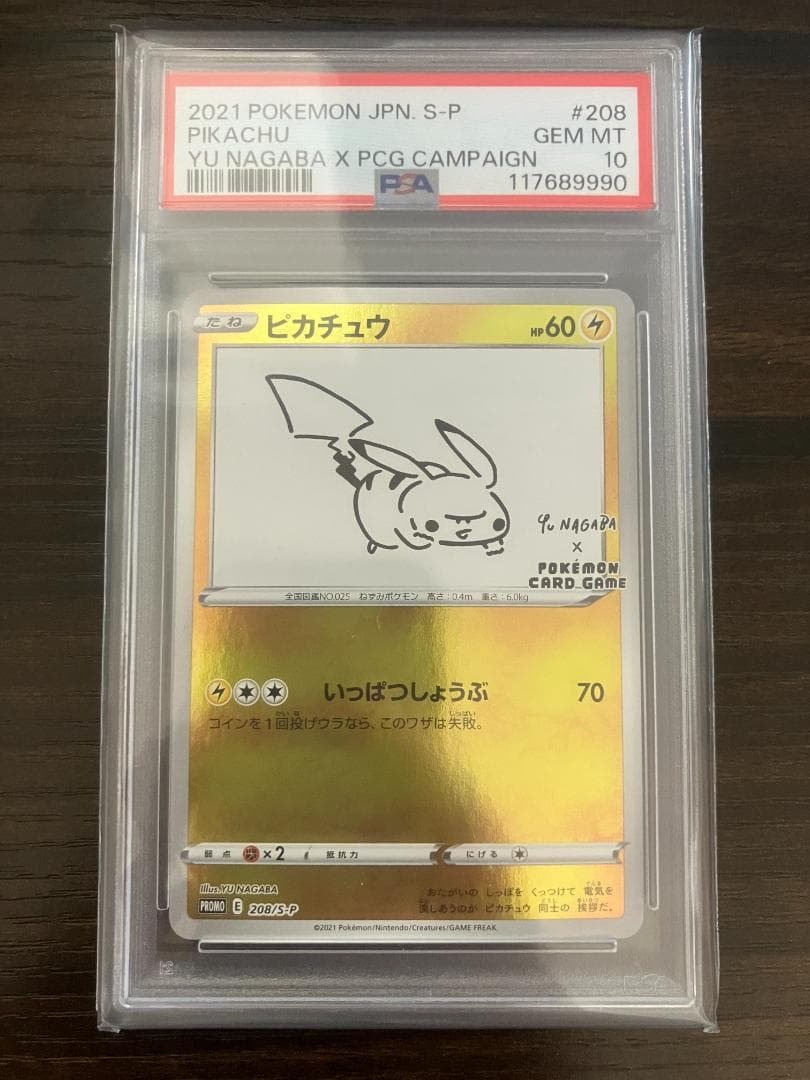 2021 POKEMON JPN. S-P #208
PIKACHU GEM MT
YU NAGABA X PCG CAMPAIGN 10
PSA 117689990
たね ピカチュウ HP60
YU NAGABA
X
POKÉMON
CARD GAME
全国図鑑NO.025 ねずみポケモン 高さ:0.4m 重さ:6.0kg
いっぱつしょうぶ 70
コインを1回投げウラなら、このワザは失敗。
弱点 ×2 抵抗力 にげる
Illus.YU NAGABA
PROMO E 208/S-P
おたがいの しっぽを くっつけて 電気を
流しあうのが ピカチュウ 同士の 挨拶だ。
©2021 Pokémon/Nintendo/Creatures/GAME FREAK.